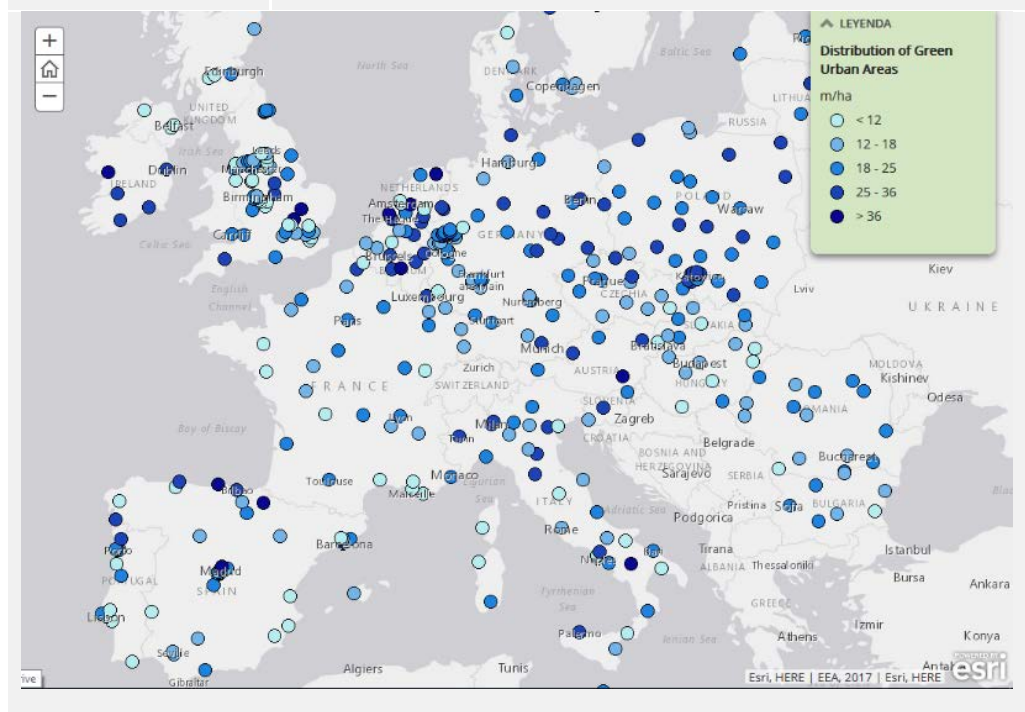 +
−
LEYENDA
Distribution of Green
Urban Areas
m/ha
< 12
12 - 18
18 - 25
25 - 36
> 36
North Sea
Baltic Sea
Edinburgh
DENMARK
Copenhagen
LITHUA
UNITED
KINGDOM
Belfast
RUSSIA
Irish Sea
Leeds
Manchester
Dublin
IRELAND
Hamburg
NETHERLANDS
Birmingham
Amsterdam
The Hague
Berlin
POLAND
Warsaw
Cardiff
Celtic Sea
GERMANY
Brussels
Cologne
BELGIUM
Kiev
English
Channel
Frankfurt
am Main
Prague
Katowice
Lviv
Luxembourg
CZECHIA
UKRAINE
Nuremberg
Paris
Stuttgart
SLOVAKIA
Munich
Bratislava
Budapest
MOLDOVA
Kishinev
Zurich
AUSTRIA
FRANCE
SWITZERLAND
HUNGARY
Odesa
SLOVENIA
ROMANIA
Lyon
Milan
Zagreb
Bay of Biscay
Turin
CROATIA
Belgrade
BOSNIA AND
HERZEGOVINA
Bucharest
Toulouse
Monaco
Sarajevo
SERBIA
Bilbao
Marseille
Ligurian
Sea
ITALY
Adriatic Sea
Pristina
Sofia
BULGARIA
Podgorica
Rome
Porto
Barcelona
Tirana
Istanbul
Naples
Bari
ALBANIA
Thessaloniki
Madrid
Bursa
Ankara
PORTUGAL
SPAIN
Tyrrhenian
Sea
GREECE
Lisbon
Izmir
Palermo
Ionian Sea
Athens
Konya
Seville
Algiers
Tunis
Gibraltar
POWERED BY
esri
Esri, HERE | EEA, 2017 | Esri, HERE